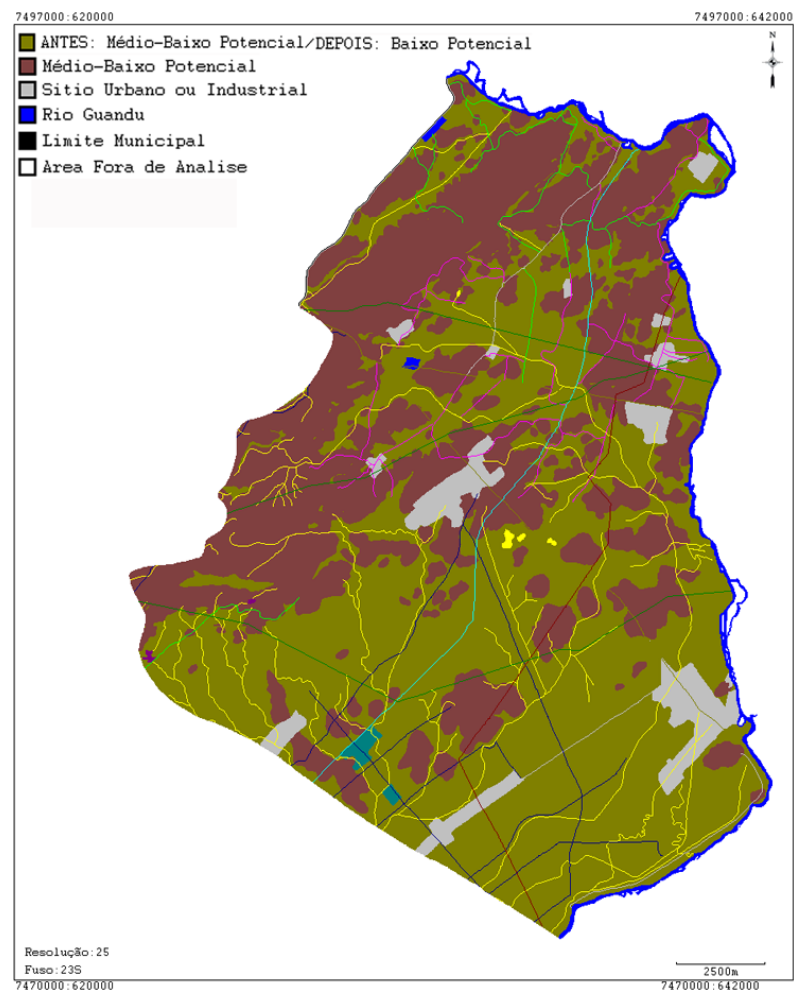 7497000:620000
7497000:642000
ANTES: Médio-Baixo Potencial/DEPOIS: Baixo Potencial
Médio-Baixo Potencial
Sitio Urbano ou Industrial
Rio Guandu
Limite Municipal
Area Fora de Analise
N
Resolução:25
Fuso:23S
2500m
7470000:620000
7470000:642000